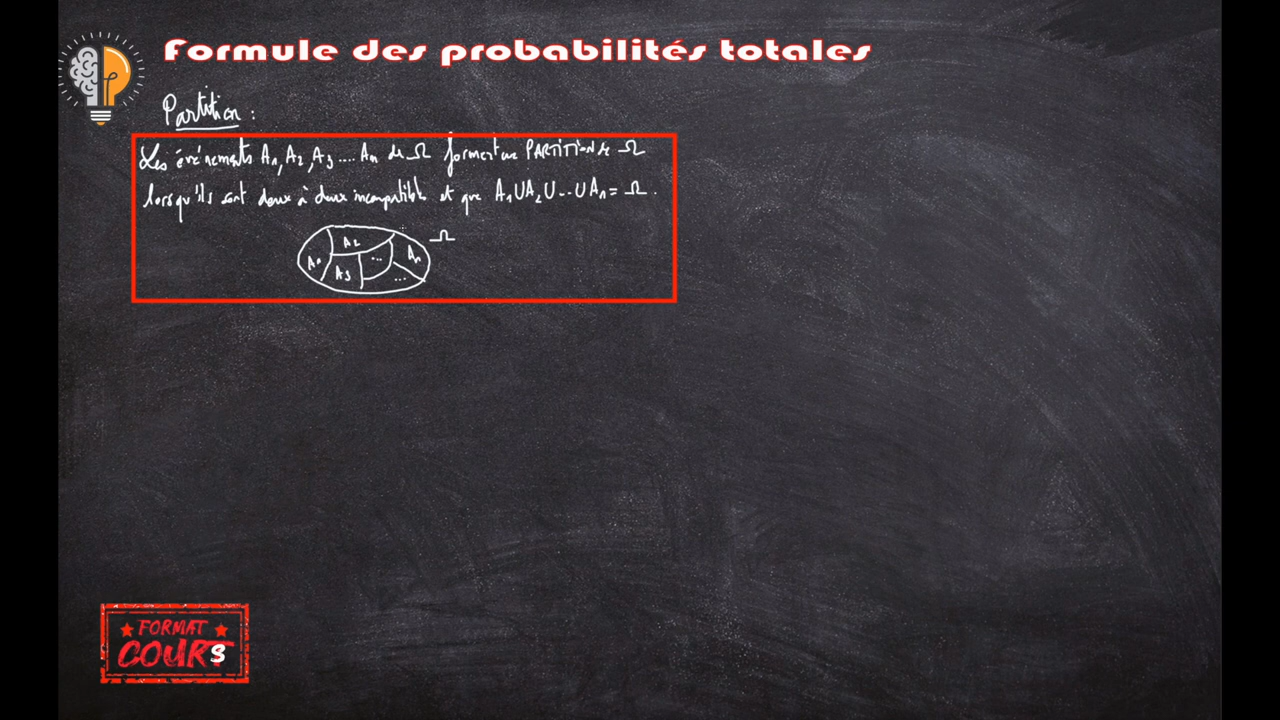 Formule des probabilités totales
Partition :
Les événements A1, A2, A3 .... An de Ω forment une PARTITION de Ω
lorsqu'ils sont deux à deux incompatibles et que A1 ∪ A2 ∪ ... ∪ An = Ω .
A2 Ω
A1 ... An
A3 ...
FORMAT
COURS